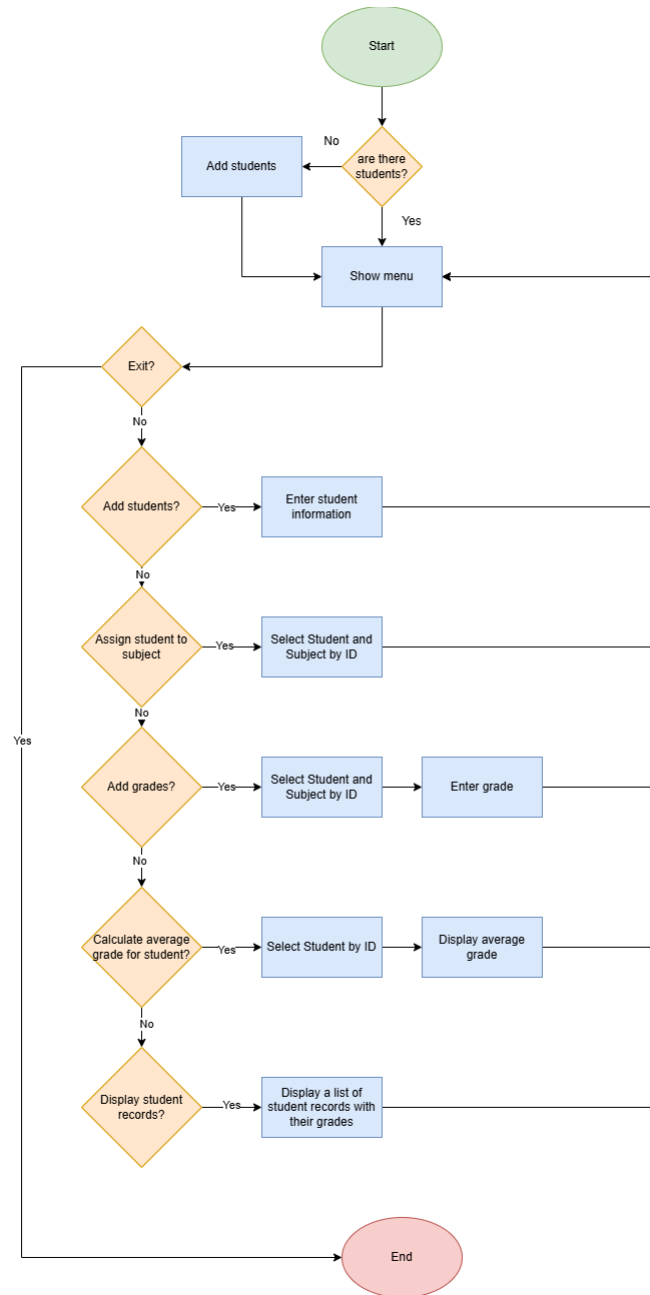 Start
No
are there
students?
Add students
Yes
Show menu
Exit?
No
Add students?
Yes
Enter student
information
No
Assign student to
subject
Yes
Select Student and
Subject by ID
No
Yes
Add grades?
Yes
Select Student and
Subject by ID
Enter grade
No
Calculate average
grade for student?
Yes
Select Student by ID
Display average
grade
No
Display student
records?
Yes
Display a list of
student records with
their grades
End